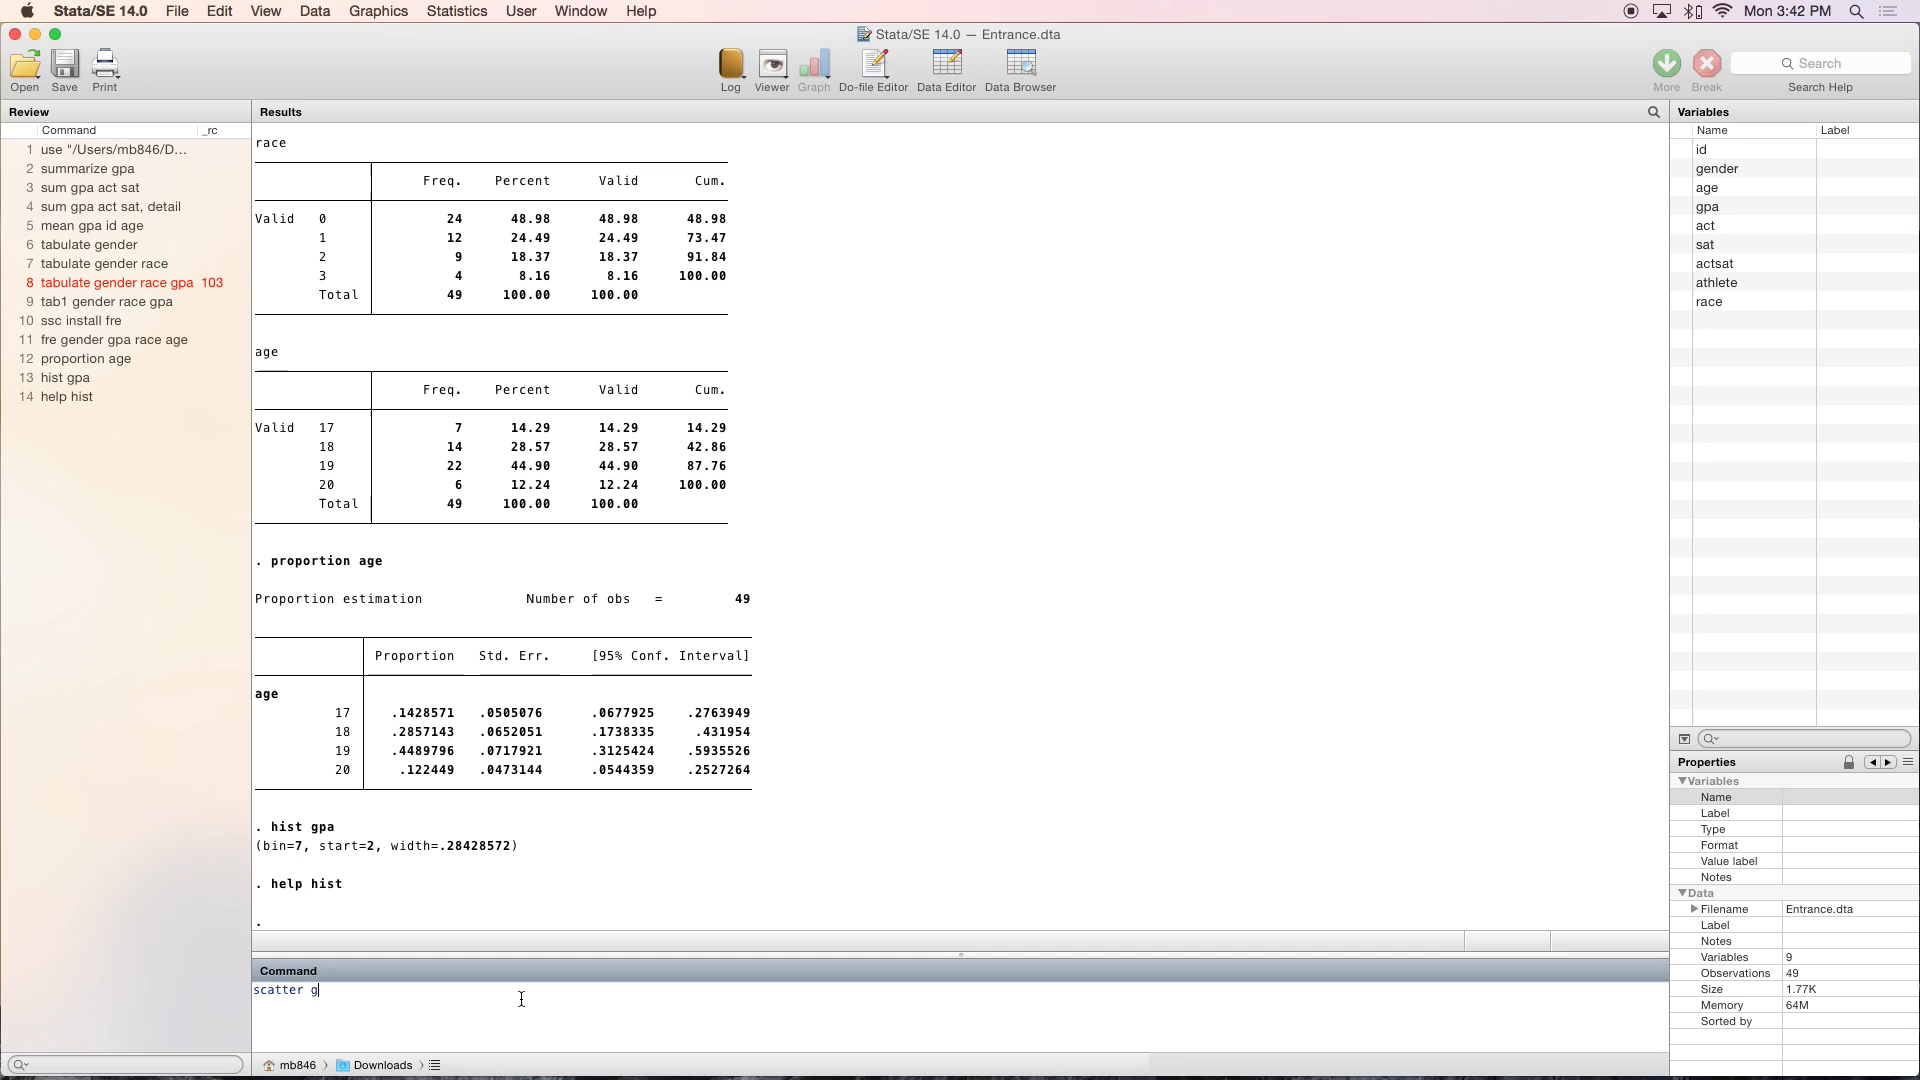 Stata/SE 14.0 File Edit View Data Graphics Statistics User Window Help Mon 3:42 PM
Stata/SE 14.0 — Entrance.dta
Open Save Print Log Viewer Graph Do-file Editor Data Editor Data Browser More Break Search
Search Help
Review
Command _rc
1 use "/Users/mb846/D...
2 summarize gpa
3 sum gpa act sat
4 sum gpa act sat, detail
5 mean gpa id age
6 tabulate gender
7 tabulate gender race
8 tabulate gender race gpa 103
9 tab1 gender race gpa
10 ssc install fre
11 fre gender gpa race age
12 proportion age
13 hist gpa
14 help hist
Results
race
Freq. Percent Valid Cum.
Valid 0 24 48.98 48.98 48.98
1 12 24.49 24.49 73.47
2 9 18.37 18.37 91.84
3 4 8.16 8.16 100.00
Total 49 100.00 100.00
age
Freq. Percent Valid Cum.
Valid 17 7 14.29 14.29 14.29
18 14 28.57 28.57 42.86
19 22 44.90 44.90 87.76
20 6 12.24 12.24 100.00
Total 49 100.00 100.00
. proportion age
Proportion estimation Number of obs = 49
Proportion Std. Err. [95% Conf. Interval]
age
17 .1428571 .0505076 .0677925 .2763949
18 .2857143 .0652051 .1738335 .431954
19 .4489796 .0717921 .3125424 .5935526
20 .122449 .0473144 .0544359 .2527264
. hist gpa
(bin=7, start=2, width=.28428572)
. help hist
.
Command
scatter g
mb846 Downloads
Variables
Name Label
id
gender
age
gpa
act
sat
actsat
athlete
race
Properties
Variables
Name
Label
Type
Format
Value label
Notes
Data
Filename Entrance.dta
Label
Notes
Variables 9
Observations 49
Size 1.77K
Memory 64M
Sorted by